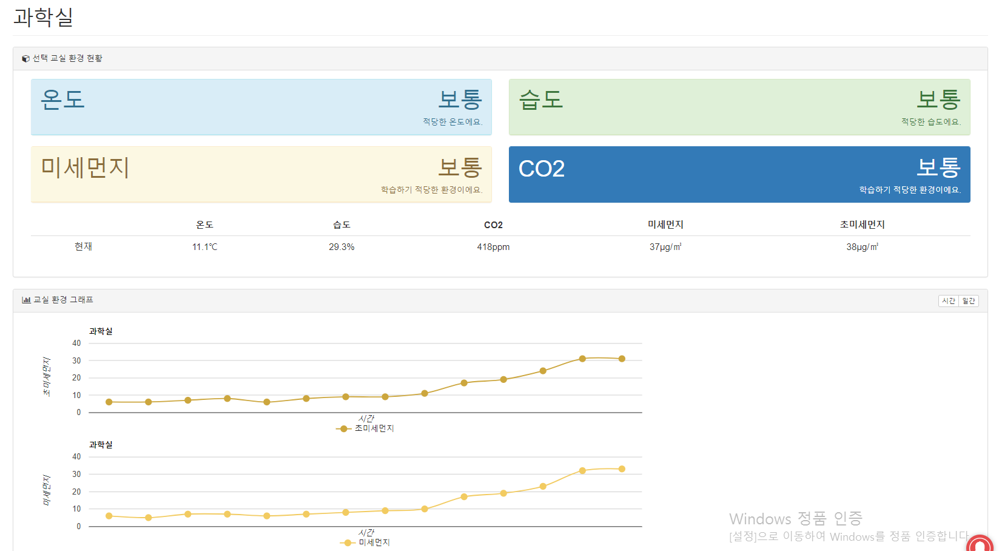 과학실
선택 교실 환경 현황
온도
보통
적당한 온도에요.
습도
보통
적당한 습도에요.
미세먼지
보통
학습하기 적당한 환경이에요.
CO2
보통
학습하기 적당한 환경이에요.
온도 습도 CO2 미세먼지 초미세먼지
현재 11.1℃ 29.3% 418ppm 37µg/㎥ 38µg/㎥
교실 환경 그래프
시간 일간
과학실
초미세먼지
40
30
20
10
0
시간
초미세먼지
과학실
미세먼지
40
30
20
10
0
시간
미세먼지
Windows 정품 인증
[설정]으로 이동하여 Windows를 정품 인증합니다